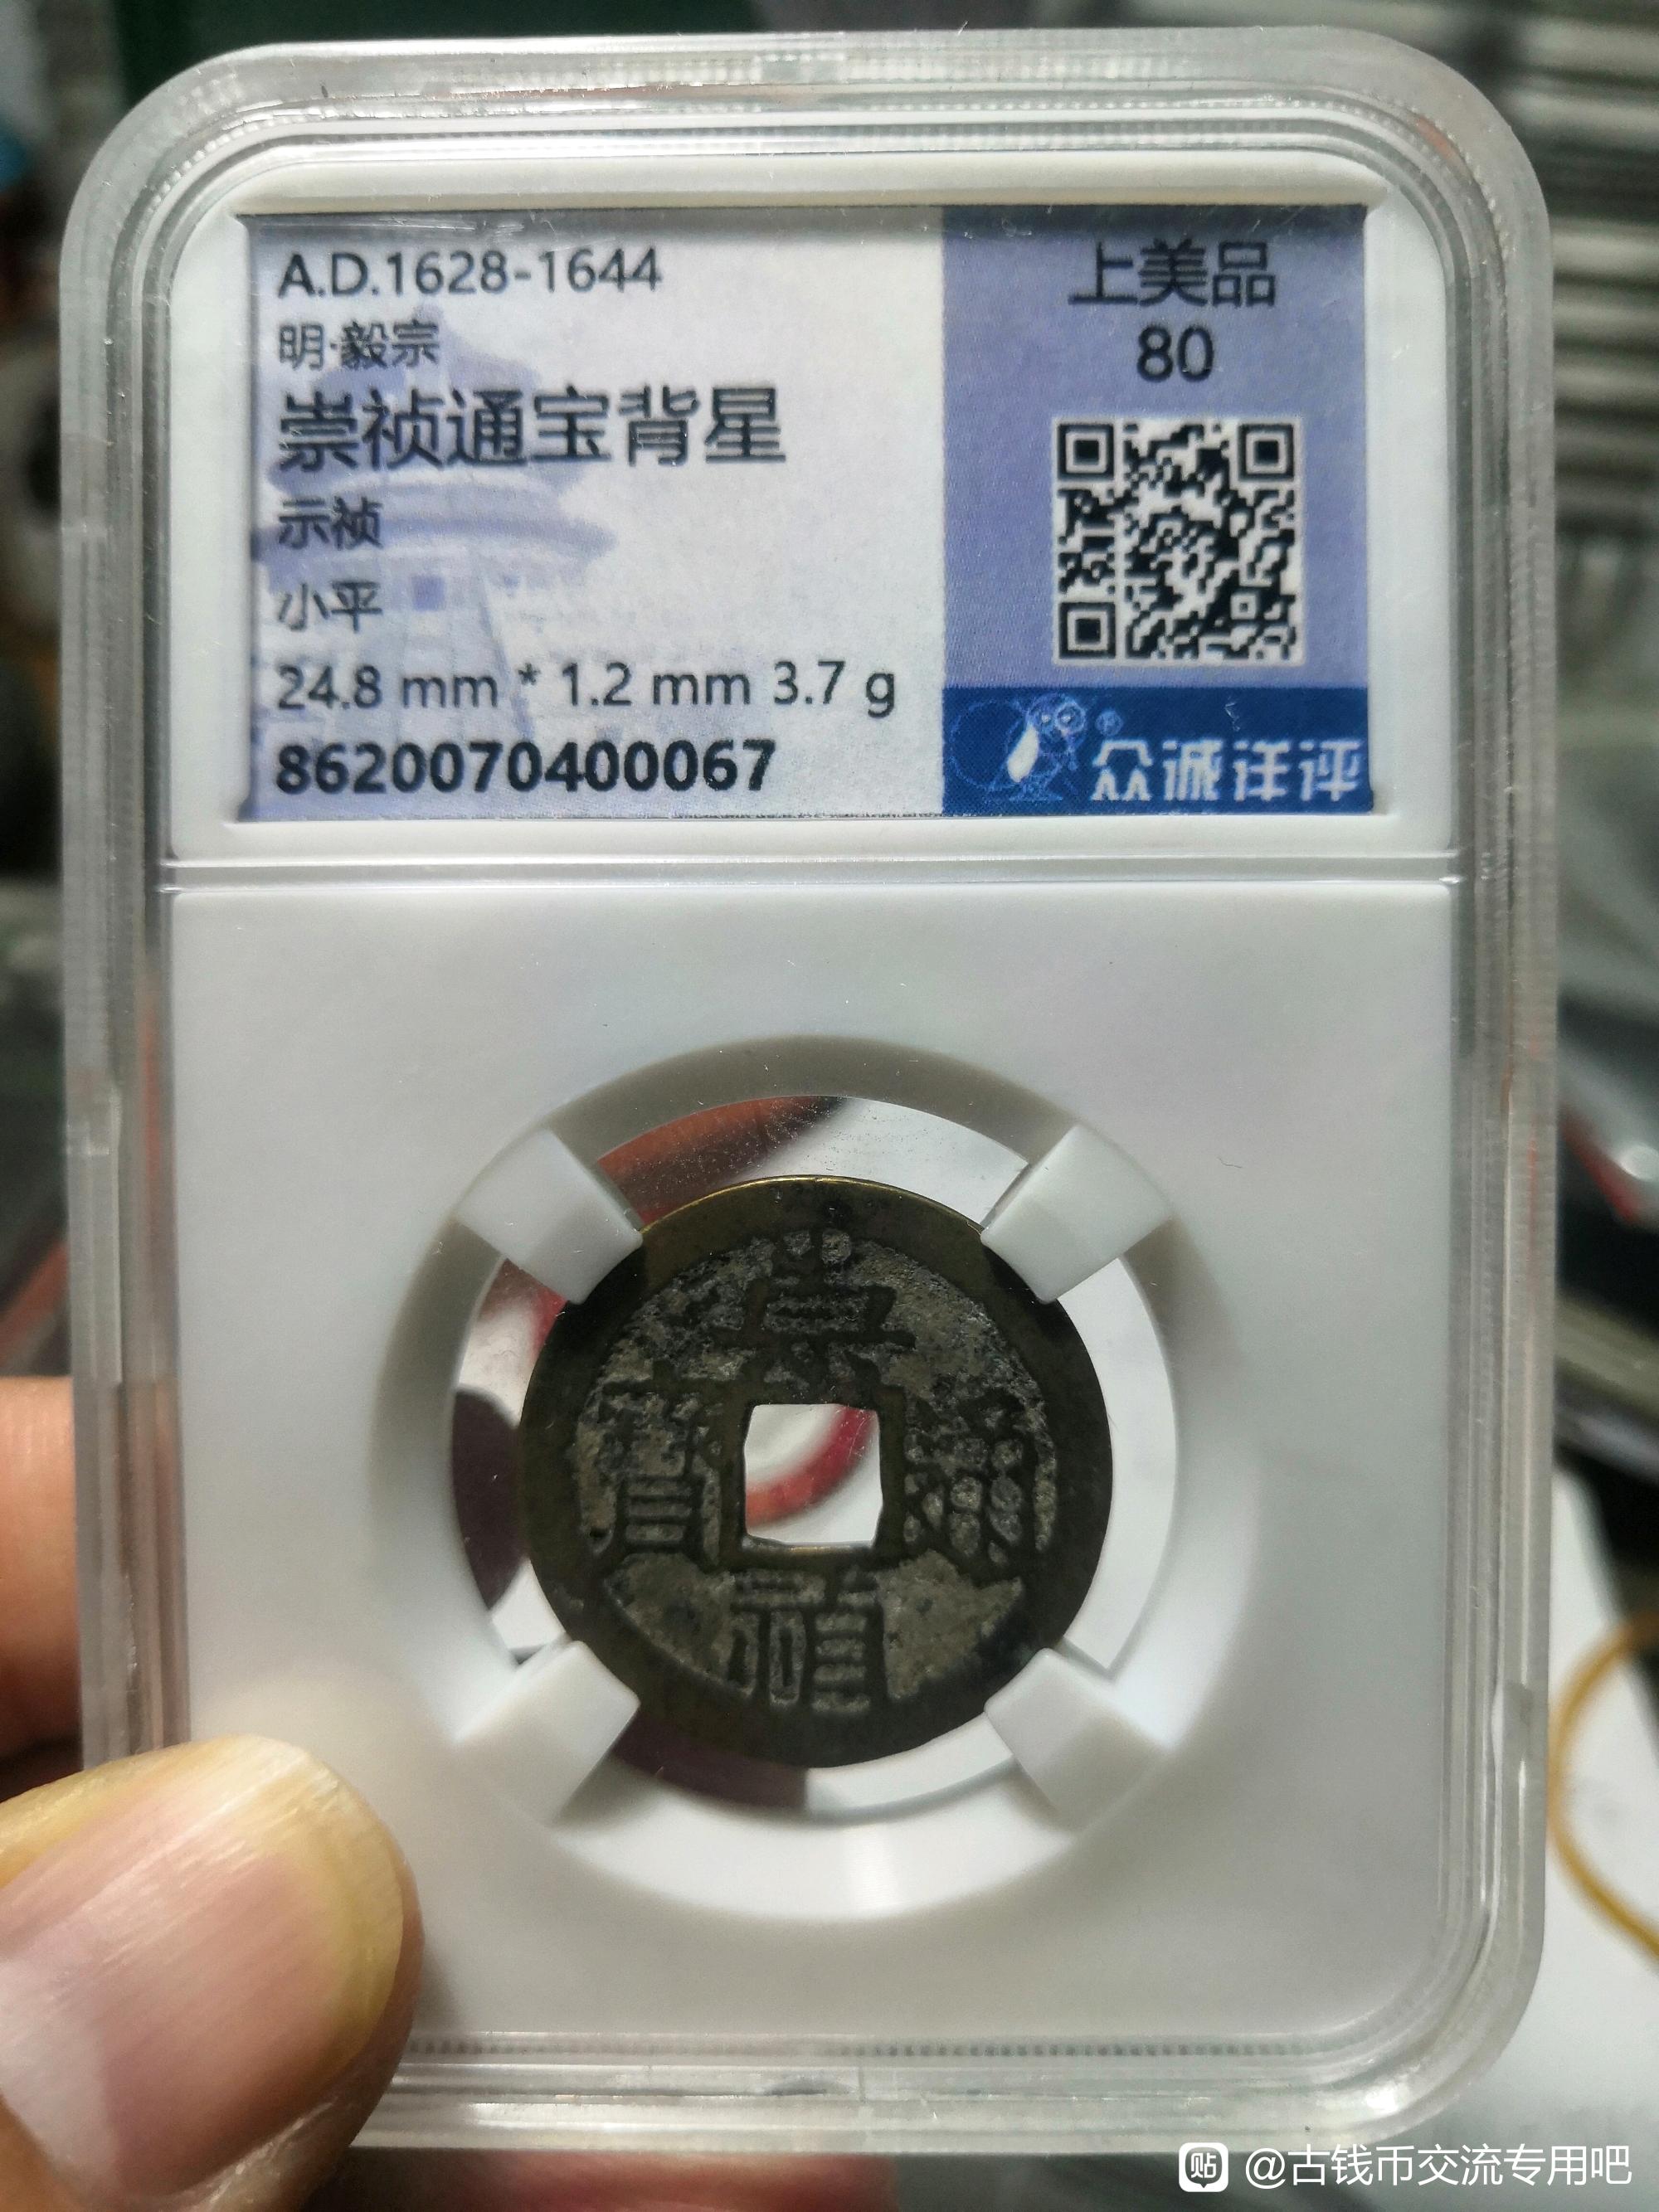 A.D.1628-1644
明·毅宗
崇祯通宝背星
示祯
小平
24.8 mm * 1.2 mm 3.7 g
8620070400067
上美品
80
®
众诚洋评
崇
寶 通
禎
贴 @古钱币交流专用吧